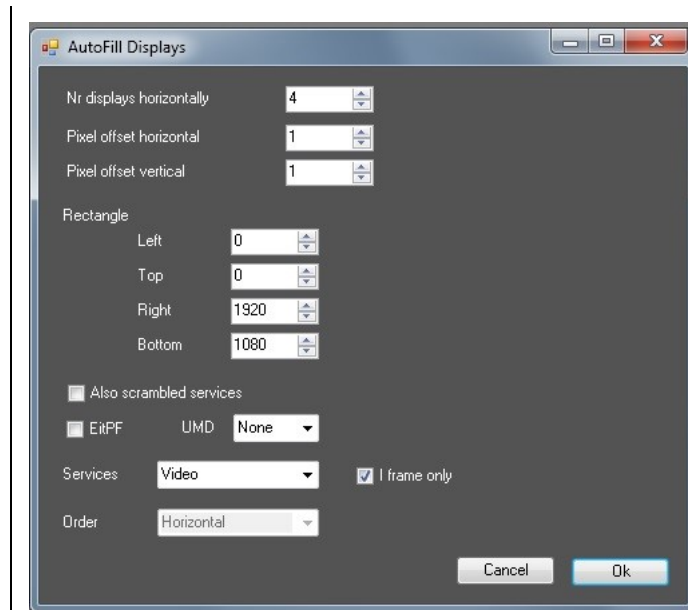 AutoFill Displays
Nr displays horizontally 4
Pixel offset horizontal 1
Pixel offset vertical 1
Rectangle
Left 0
Top 0
Right 1920
Bottom 1080
Also scrambled services
EitPF UMD None
Services Video I frame only
Order Horizontal
Cancel Ok